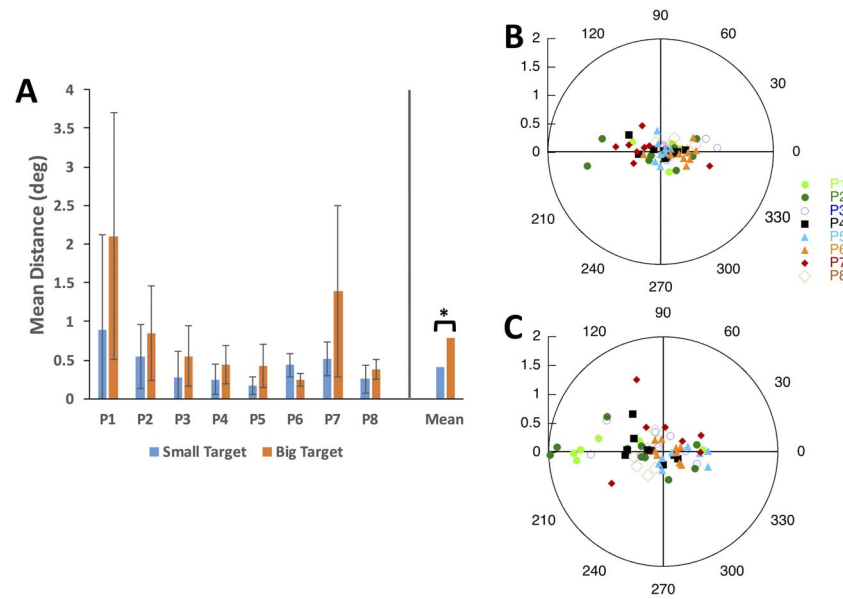 A
4
3.5
3
2.5
2
1.5
1
0.5
0
Mean Distance (deg)
P1 P2 P3 P4 P5 P6 P7 P8 Mean
*
Small Target Big Target
B
2
1.5
1
0.5
0
90
60
30
0
330
300
270
240
210
120
P1
P2
P3
P4
P5
P6
P7
P8
C
2
1.5
1
0.5
0
90
60
30
0
330
300
270
240
210
120